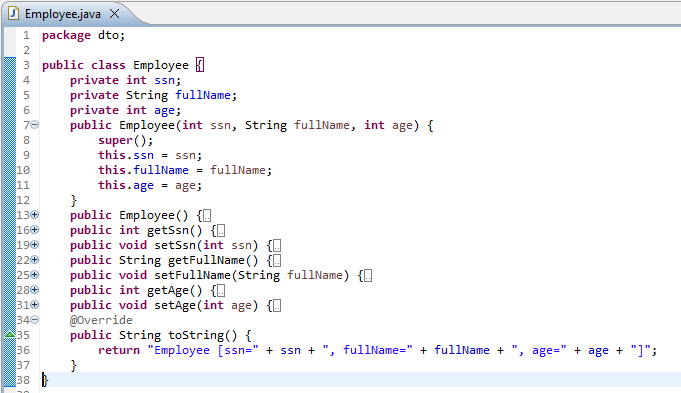 Employee.java
1 package dto;
2
3 public class Employee {
4 private int ssn;
5 private String fullName;
6 private int age;
7 public Employee(int ssn, String fullName, int age) {
8 super();
9 this.ssn = ssn;
10 this.fullName = fullName;
11 this.age = age;
12 }
13 public Employee() {
16 public int getSsn() {
19 public void setSsn(int ssn) {
22 public String getFullName() {
25 public void setFullName(String fullName) {
28 public int getAge() {
31 public void setAge(int age) {
34 @Override
35 public String toString() {
36 return "Employee [ssn=" + ssn + ", fullName=" + fullName + ", age=" + age + "]";
37 }
38 }